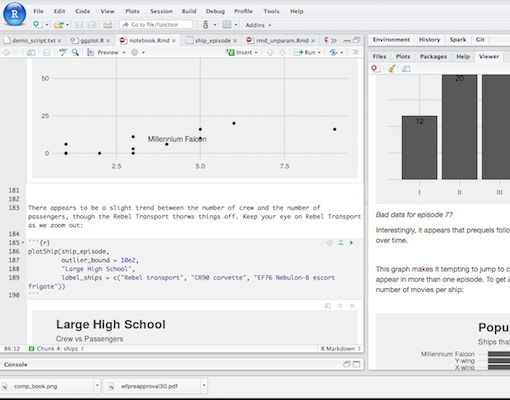 R
File Edit Code View Plots Session Build Debug Profile Tools Help
Go to file/function Addins
demo_script.txt ggplot.R notebook.Rmd ship_episode rmd_unparam.Rmd
Preview Insert Run
50
25
0
Millennium Falcon
2.5 5.0 7.5
181
182
183 There appears to be a slight trend between the number of crew and the number of
passengers, though the Rebel Transport thorws things off. Keep your eye on Rebel Transport
as we zoom out:
184
185 ```{r}
186 plotShip(ship_episode,
187 outlier_bound = 10e2,
188 "Large High School",
189 label_ships = c("Rebel transport", "CR90 corvette", "EF76 Nebulon-B escort
frigate"))
190 ```
Large High School
Crew vs Passengers
86:12 Chunk 4: ships R Markdown
Console
Environment History Spark Git
Files Plots Packages Help Viewer
20
12
I II III
Bad data for episode 7?
Interestingly, it appears that prequels follo
over time.
This graph makes it tempting to jump to c
appear in more than one episode. To get a
number of movies per ship:
Popu
Ships tha
Millennium Falcon
Y-wing
X-wing
comp_book.png wfpreapproval30.pdf